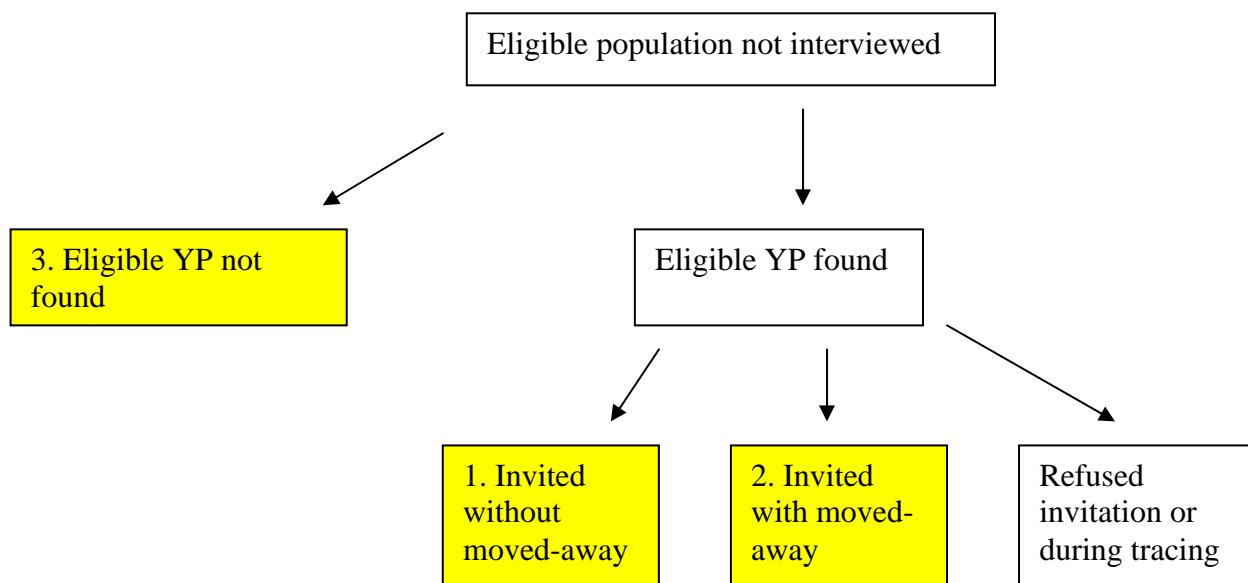 Eligible population not interviewed
3. Eligible YP not
found
Eligible YP found
1. Invited
without
moved-away
2. Invited
with moved-
away
Refused
invitation or
during tracing